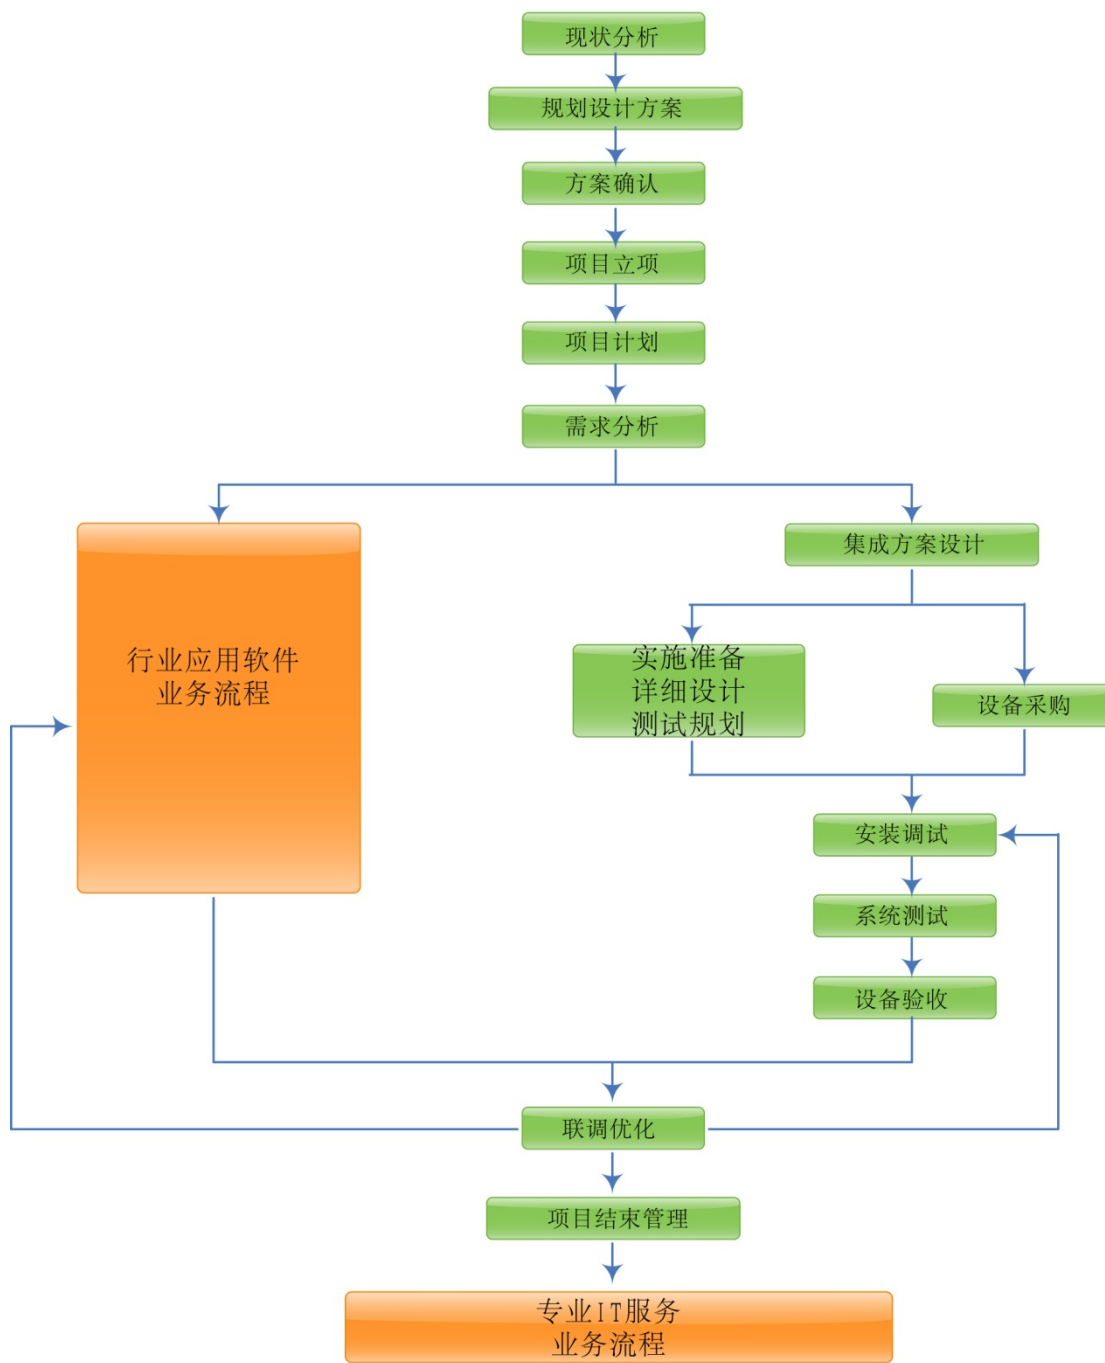 现状分析
规划设计方案
方案确认
项目立项
项目计划
需求分析
行业应用软件
业务流程
集成方案设计
实施准备
详细设计
测试规划
设备采购
安装调试
系统测试
设备验收
联调优化
项目结束管理
专业IT服务
业务流程